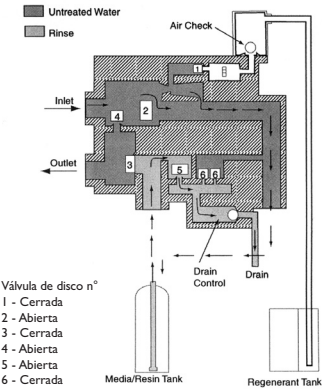 Untreated Water
Rinse
Air Check
1
Inlet
4
2
Outlet
3
5
6 6
Drain
Control
Drain
Válvula de disco n°
1 - Cerrada
2 - Abierta
3 - Cerrada
4 - Abierta
5 - Abierta
6 - Cerrada
Media/Resin Tank
Regenerant Tank